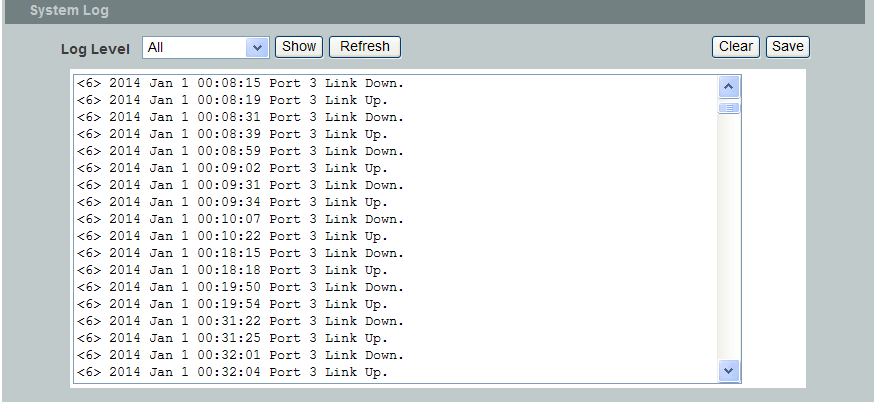 System Log
Log Level All Show Refresh Clear Save
<6> 2014 Jan 1 00:08:15 Port 3 Link Down.
<6> 2014 Jan 1 00:08:19 Port 3 Link Up.
<6> 2014 Jan 1 00:08:31 Port 3 Link Down.
<6> 2014 Jan 1 00:08:39 Port 3 Link Up.
<6> 2014 Jan 1 00:08:59 Port 3 Link Down.
<6> 2014 Jan 1 00:09:02 Port 3 Link Up.
<6> 2014 Jan 1 00:09:31 Port 3 Link Down.
<6> 2014 Jan 1 00:09:34 Port 3 Link Up.
<6> 2014 Jan 1 00:10:07 Port 3 Link Down.
<6> 2014 Jan 1 00:10:22 Port 3 Link Up.
<6> 2014 Jan 1 00:18:15 Port 3 Link Down.
<6> 2014 Jan 1 00:18:18 Port 3 Link Up.
<6> 2014 Jan 1 00:19:50 Port 3 Link Down.
<6> 2014 Jan 1 00:19:54 Port 3 Link Up.
<6> 2014 Jan 1 00:31:22 Port 3 Link Down.
<6> 2014 Jan 1 00:31:25 Port 3 Link Up.
<6> 2014 Jan 1 00:32:01 Port 3 Link Down.
<6> 2014 Jan 1 00:32:04 Port 3 Link Up.